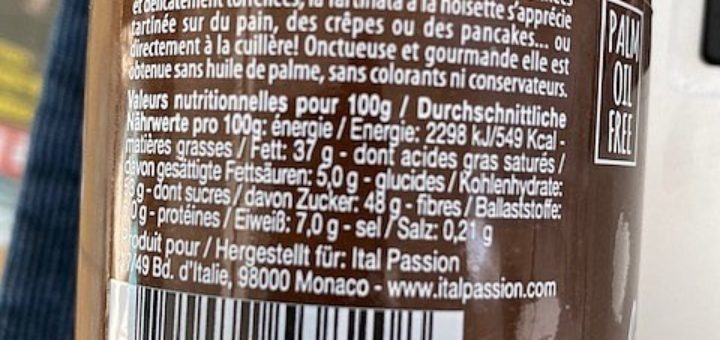 et délicatement torréfiées, la Tartinata à la noisette s'apprécie
tartinée sur du pain, des crêpes ou des pancakes... ou
directement à la cuillère! Onctueuse et gourmande elle est
obtenue sans huile de palme, sans colorants ni conservateurs.
Valeurs nutritionnelles pour 100g / Durchschnittliche
Nährwerte pro 100g: énergie / Energie: 2298 kJ/549 Kcal -
matières grasses / Fett: 37 g - dont acides gras saturés /
davon gesättigte Fettsäuren: 5,0 g - glucides / Kohlenhydrate:
g - dont sucres / davon Zucker: 48 g - fibres / Ballaststoffe:
g - protéines / Eiweiß: 7,0 g - sel / Salz: 0,21 g
Produit pour / Hergestellt für: Ital Passion
/49 Bd. d'Italie, 98000 Monaco - www.italpassion.com
PALM
OIL
FREE